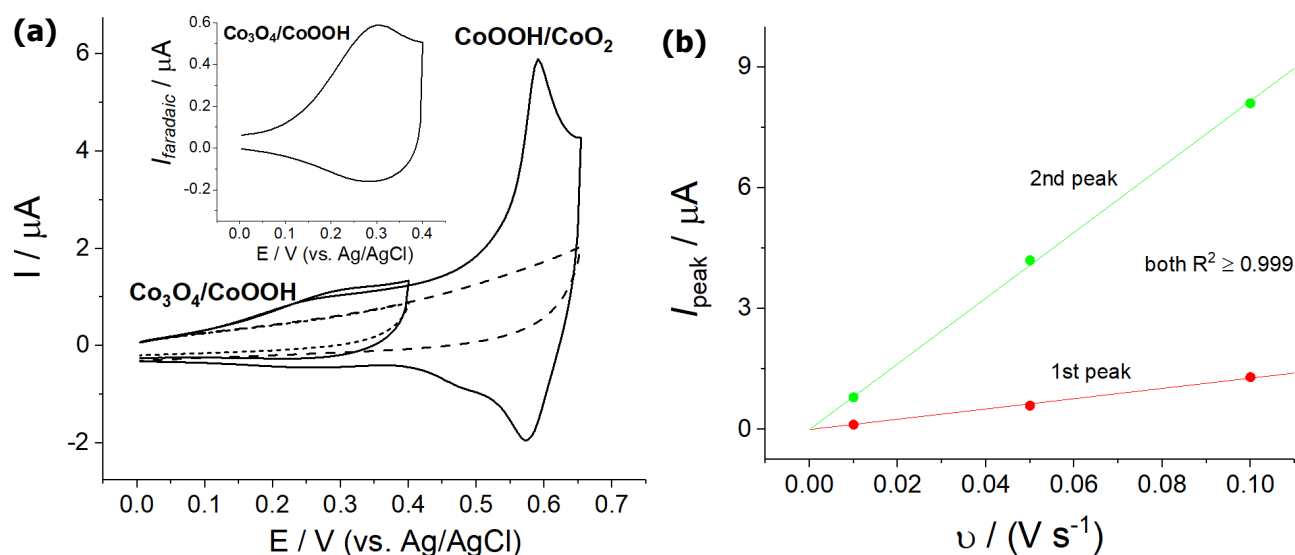 (a)
Co₃O₄/CoOOH
I_faradaic / μA
0.6
0.4
0.2
0.0
-0.2
0.0 0.1 0.2 0.3 0.4
E / V (vs. Ag/AgCl)
CoOOH/CoO₂
Co₃O₄/CoOOH
I / μA
6
4
2
0
-2
0.0 0.1 0.2 0.3 0.4 0.5 0.6 0.7
E / V (vs. Ag/AgCl)
(b)
I_peak / μA
9
6
3
0
2nd peak
both R² ≥ 0.999
1st peak
0.00 0.02 0.04 0.06 0.08 0.10
υ / (V s⁻¹)